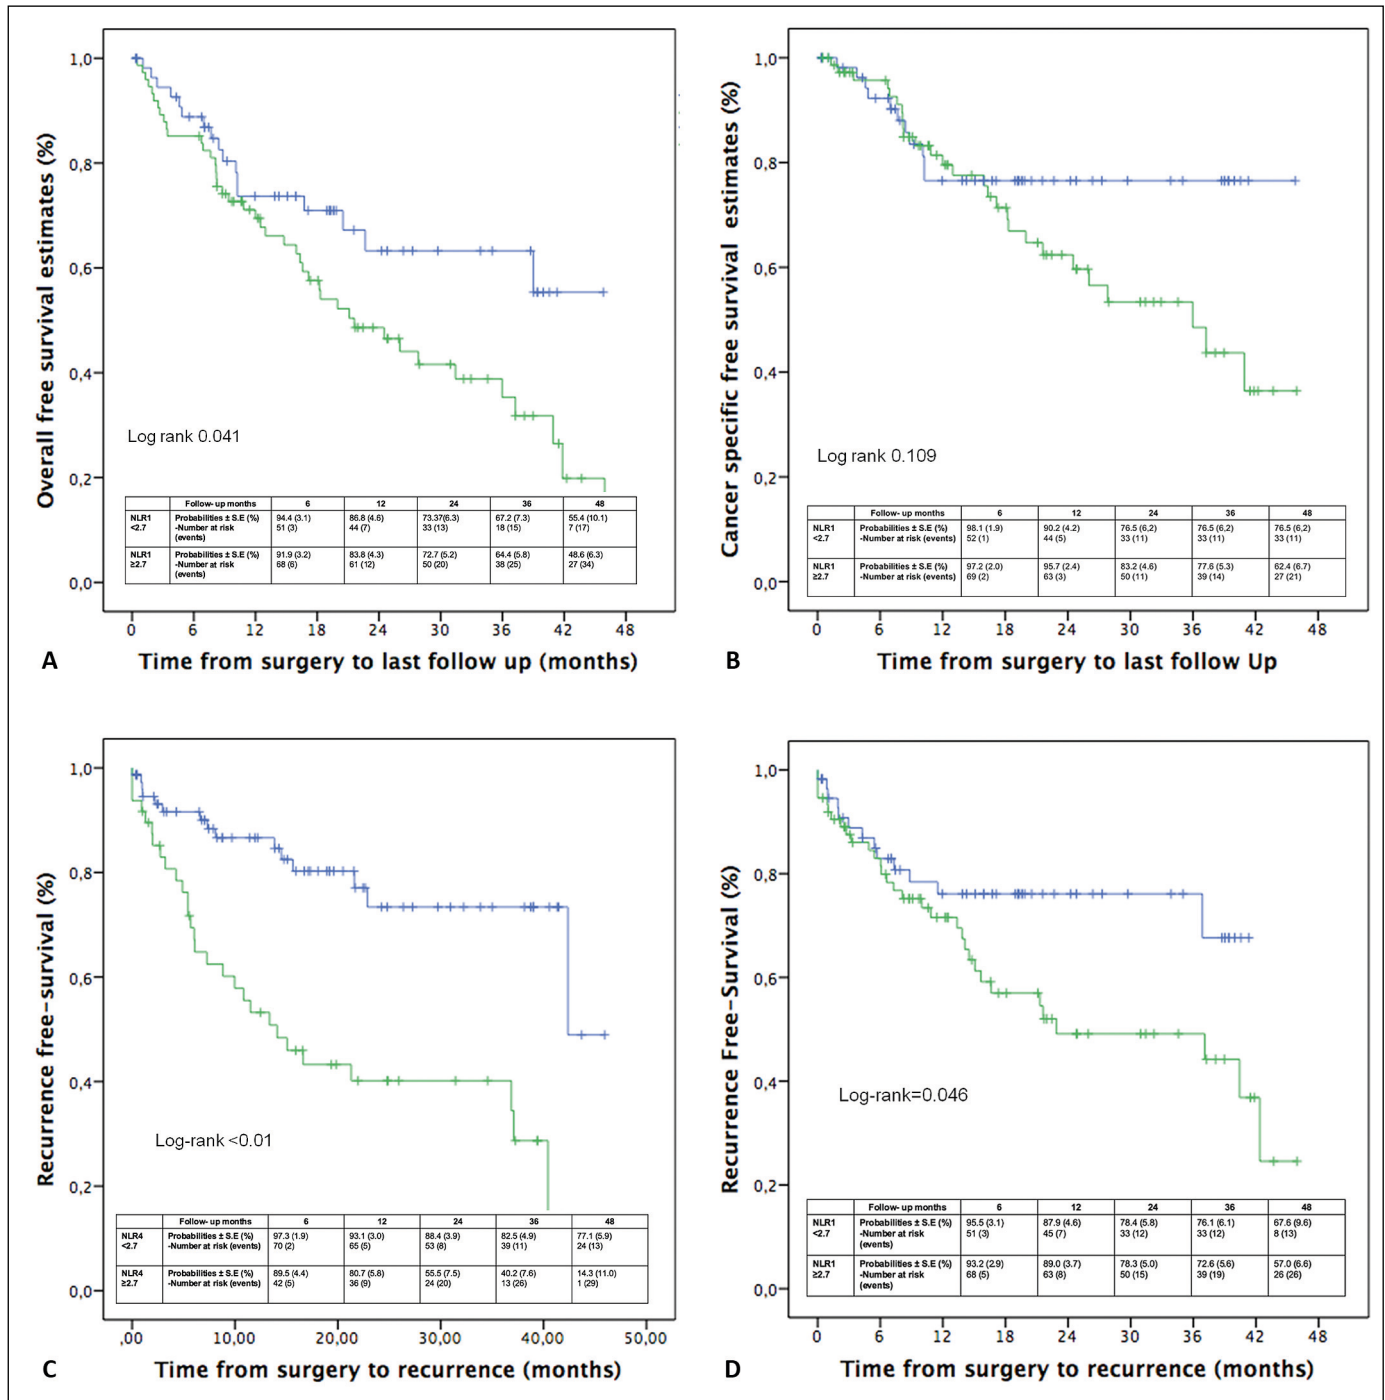 Overall free survival estimates (%)
1,0
0,8
0,6
0,4
0,2
0,0
Log rank 0.041
Follow- up months 6 12 24 36 48
NLR1 Probabilities ± S.E (%) 94.4 (3.1) 86.8 (4.6) 73.37(6.3) 67.2 (7.3) 55.4 (10.1)
<2.7 -Number at risk 51 (3) 44 (7) 33 (13) 18 (15) 7 (17)
(events)
NLR1 Probabilities ± S.E (%) 91.9 (3.2) 83.8 (4.3) 72.7 (5.2) 64.4 (5.8) 48.6 (6.3)
≥2.7 -Number at risk 68 (6) 61 (12) 50 (20) 38 (25) 27 (34)
(events)
0 6 12 18 24 30 36 42 48
A Time from surgery to last follow up (months)
Cancer specific free survival estimates (%)
1,0
0,8
0,6
0,4
0,2
0,0
Log rank 0.109
Follow- up months 6 12 24 36 48
NLR1 Probabilities ± S.E (%) 98.1 (1.9) 90.2 (4.2) 76.5 (6,2) 76.5 (6,2) 76.5 (6,2)
<2.7 -Number at risk 52 (1) 44 (5) 33 (11) 33 (11) 33 (11)
(events)
NLR1 Probabilities ± S.E (%) 97.2 (2.0) 95.7 (2.4) 83.2 (4.6) 77.6 (5.3) 62.4 (6.7)
≥2.7 -Number at risk 69 (2) 63 (3) 50 (11) 39 (14) 27 (21)
(events)
0 6 12 18 24 30 36 42 48
B Time from surgery to last follow Up
Recurrence free-survival (%)
1,0
0,8
0,6
0,4
0,2
0,0
Log-rank <0.01
Follow- up months 6 12 24 36 48
NLR4 Probabilities ± S.E (%) 97.3 (1.9) 93.1 (3.0) 88.4 (3.9) 82.5 (4.9) 77.1 (5.9)
<2.7 -Number at risk (events) 70 (2) 65 (5) 53 (8) 39 (11) 24 (13)
NLR4 Probabilities ± S.E (%) 89.5 (4.4) 80.7 (5.8) 55.5 (7.5) 40.2 (7.6) 14.3 (11.0)
≥2.7 -Number at risk (events) 42 (5) 36 (9) 24 (20) 13 (26) 1 (29)
,00 10,00 20,00 30,00 40,00 50,00
C Time from surgery to recurrence (months)
Recurrence Free-Survival (%)
1,0
0,8
0,6
0,4
0,2
0,0
Log-rank=0.046
Follow- up months 6 12 24 36 48
NLR1 Probabilities ± S.E (%) 95.5 (3.1) 87.9 (4.6) 78.4 (5.8) 76.1 (6.1) 67.6 (9.6)
<2.7 -Number at risk 51 (3) 45 (7) 33 (12) 33 (12) 8 (13)
(events)
NLR1 Probabilities ± S.E (%) 93.2 (2.9) 89.0 (3.7) 78.3 (5.0) 72.6 (5.6) 57.0 (6.6)
≥2.7 -Number at risk 68 (5) 63 (8) 50 (15) 39 (19) 26 (26)
(events)
0 6 12 18 24 30 36 42 48
D Time from surgery to recurrence (months)